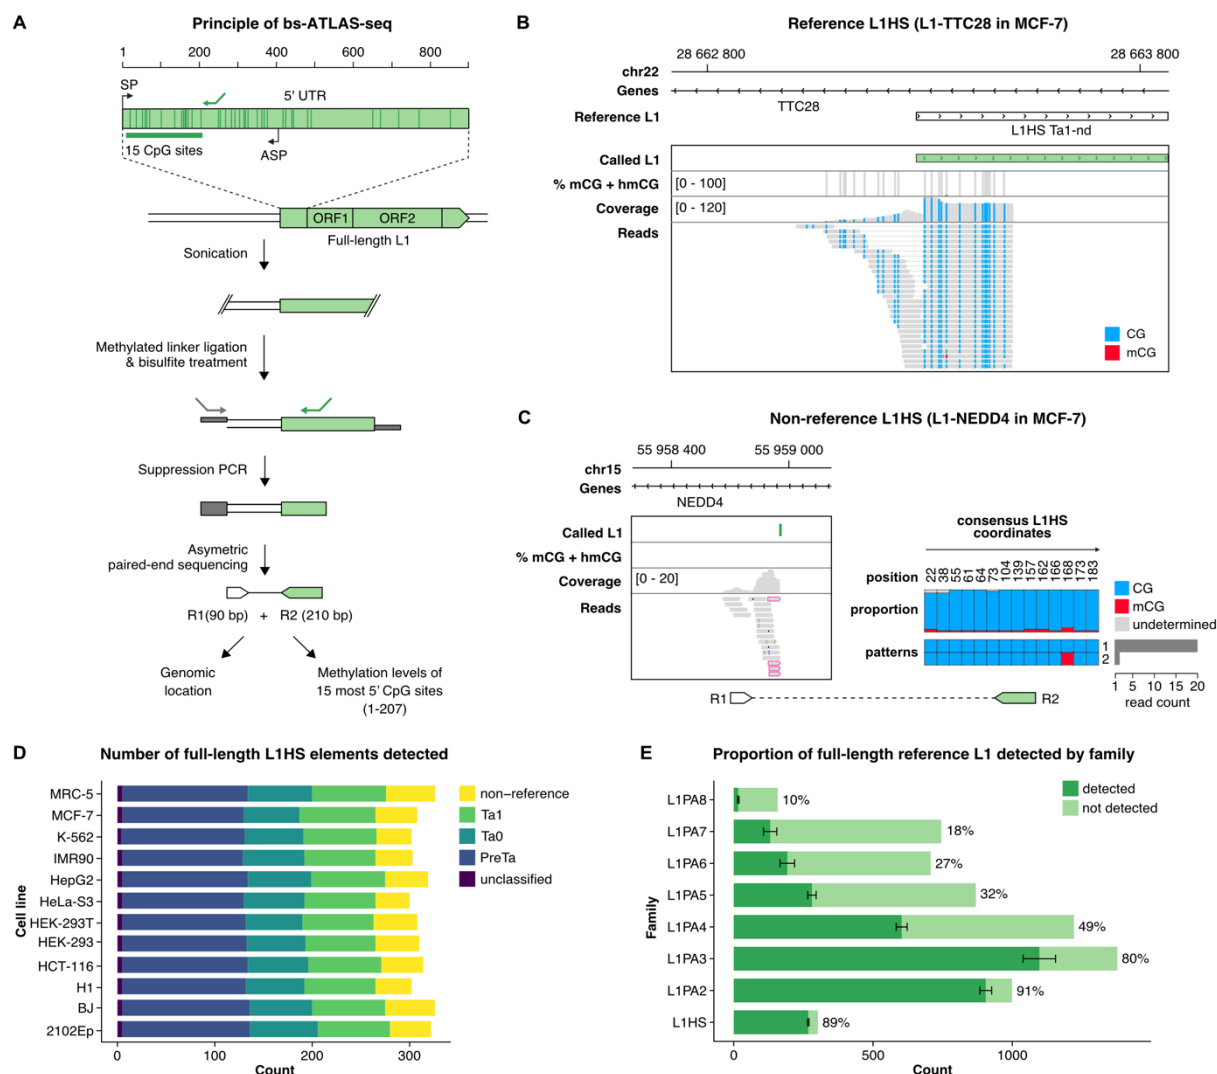 A
Principle of bs-ATLAS-seq
1 200 400 600 800
SP
5' UTR
15 CpG sites
ASP
ORF1 ORF2
Full-length L1
Sonication
Methylated linker ligation
& bisulfite treatment
Suppression PCR
Asymetric
paired-end sequencing
R1(90 bp) + R2 (210 bp)
Genomic
location
Methylation levels of
15 most 5' CpG sites
(1-207)
B
Reference L1HS (L1-TTC28 in MCF-7)
28 662 800 28 663 800
chr22
Genes
TTC28
Reference L1
L1HS Ta1-nd
Called L1
% mCG + hmCG [0 - 100]
Coverage [0 - 120]
Reads
CG
mCG
C
Non-reference L1HS (L1-NEDD4 in MCF-7)
55 958 400 55 959 000
chr15
Genes
NEDD4
Called L1
% mCG + hmCG
Coverage [0 - 20]
Reads
consensus L1HS
coordinates
position 22 38 55 61 64 73 104 139 157 162 166 168 173 183
proportion
patterns
1
2
CG
mCG
undetermined
1 5 10 15 20
read count
R1 R2
D
Number of full-length L1HS elements detected
Cell line
MRC-5
MCF-7
K-562
IMR90
HepG2
HeLa-S3
HEK-293T
HEK-293
HCT-116
H1
BJ
2102Ep
0 100 200 300
Count
non-reference
Ta1
Ta0
PreTa
unclassified
E
Proportion of full-length reference L1 detected by family
Family
L1PA8 10%
L1PA7 18%
L1PA6 27%
L1PA5 32%
L1PA4 49%
L1PA3 80%
L1PA2 91%
L1HS 89%
0 500 1000
Count
detected
not detected